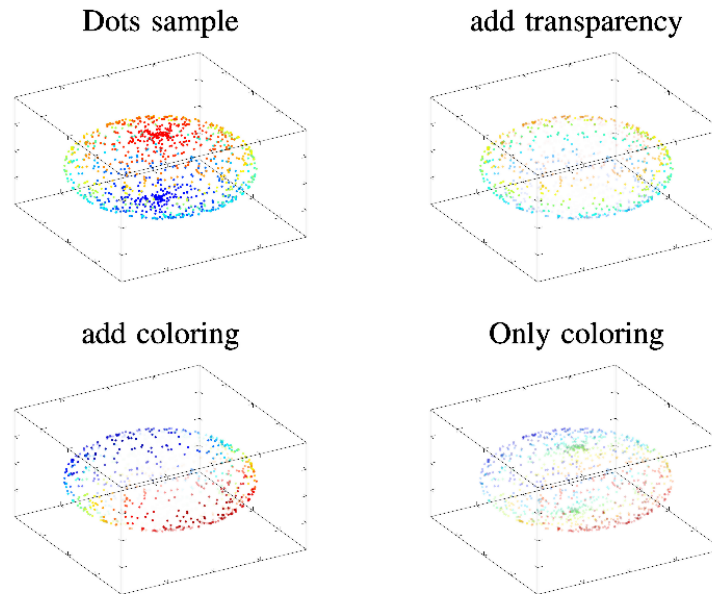 Dots sample
add transparency
add coloring
Only coloring